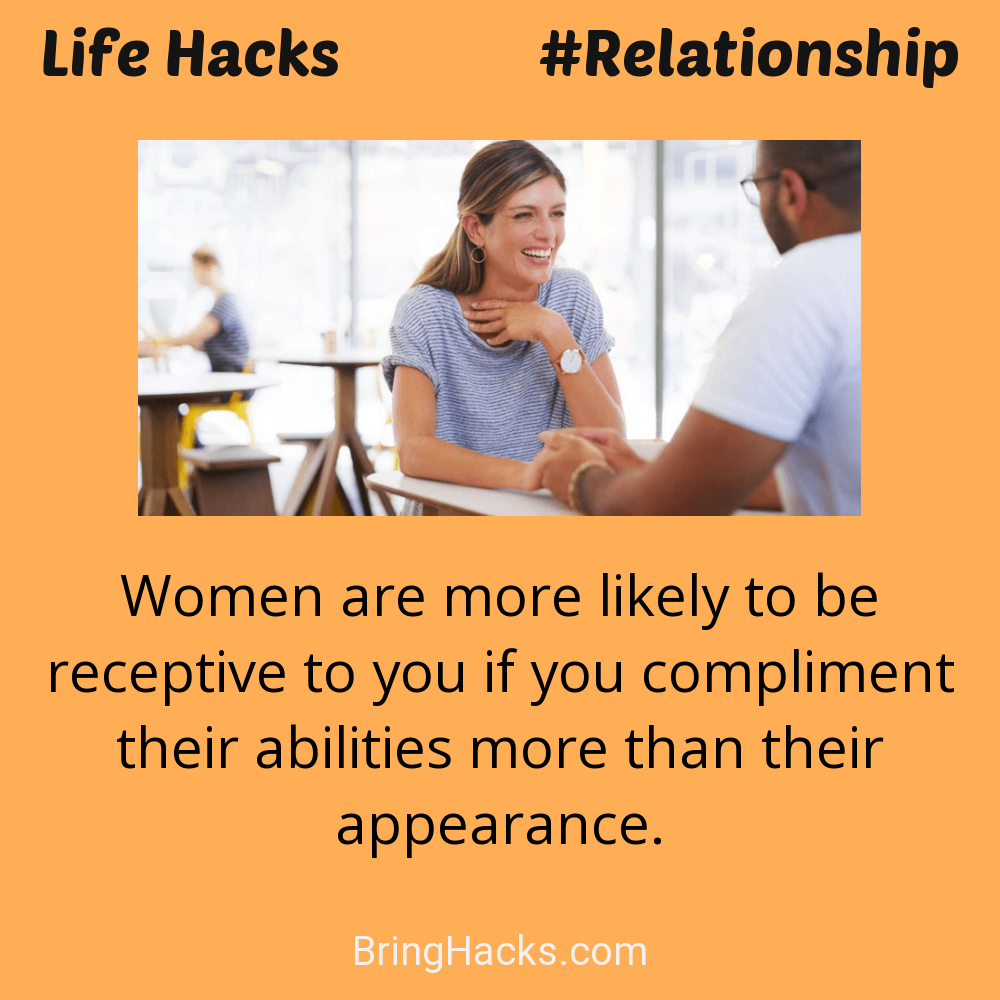 Life Hacks #Relationship
Women are more likely to be
receptive to you if you compliment
their abilities more than their
appearance.
BringHacks.com